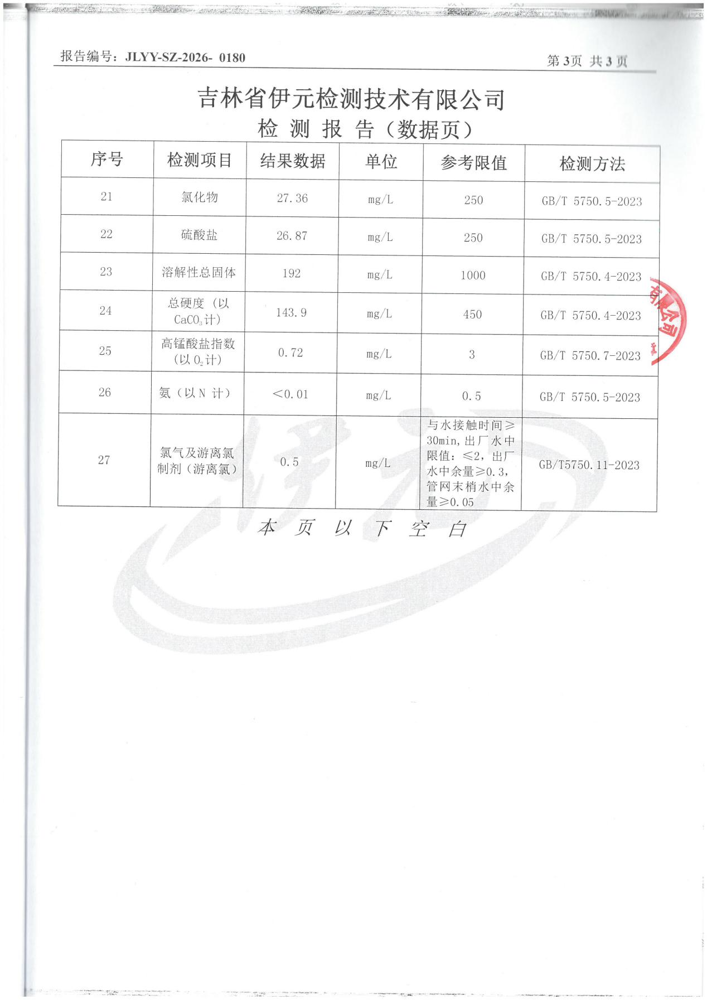 报告编号：JLYY-SZ-2026- 0180
第 3页 共 3 页
吉林省伊元检测技术有限公司
检 测 报 告（数据页）
序号 检测项目 结果数据 单位 参考限值 检测方法
21 氯化物 27.36 mg/L 250 GB/T 5750.5-2023
22 硫酸盐 26.87 mg/L 250 GB/T 5750.5-2023
23 溶解性总固体 192 mg/L 1000 GB/T 5750.4-2023
24 总硬度（以
CaCO₃计） 143.9 mg/L 450 GB/T 5750.4-2023
25 高锰酸盐指数
（以 O₂计） 0.72 mg/L 3 GB/T 5750.7-2023
26 氨（以 N 计） <0.01 mg/L 0.5 GB/T 5750.5-2023
27 氯气及游离氯
制剂（游离氯） 0.5 mg/L 与水接触时间≥
30min,出厂水中
限值：≤2，出厂
水中余量≥0.3，
管网末梢水中余
量≥0.05 GB/T5750.11-2023
本 页 以 下 空 白
伊元
有限公司
章